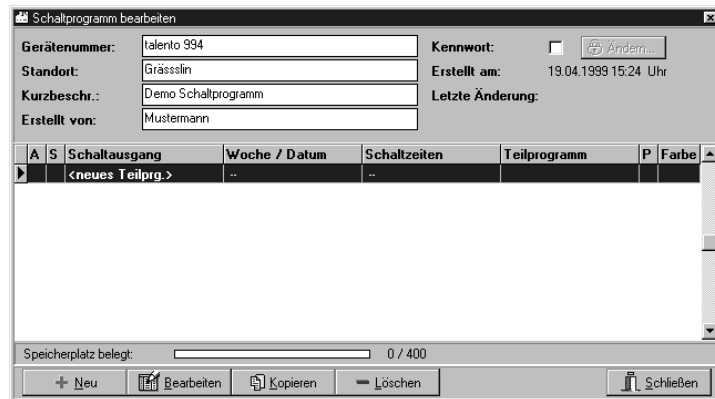 Schaltprogramm bearbeiten
Gerätenummer: talento 994 Kennwort: Ändern...
Standort: Grässslin Erstellt am: 19.04.1999 15:24 Uhr
Kurzbeschr.: Demo Schaltprogramm Letzte Änderung:
Erstellt von: Mustermann
A S Schaltausgang Woche / Datum Schaltzeiten Teilprogramm P Farbe
<neues Teilprg.> -- --
Speicherplatz belegt: 0 / 400
Neu Bearbeiten Kopieren Löschen Schließen